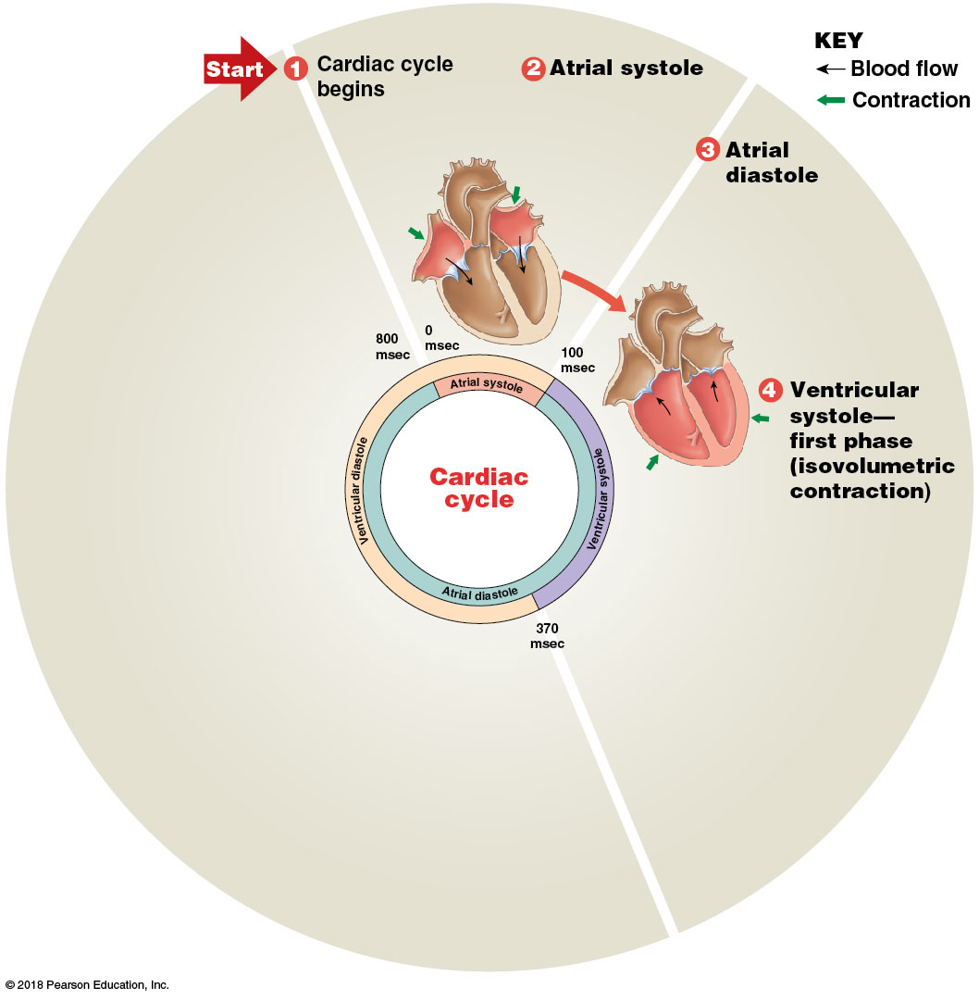 Start
1 Cardiac cycle
begins
2 Atrial systole
KEY
Blood flow
Contraction
3 Atrial
diastole
800
msec
0
msec
100
msec
4 Ventricular
systole—
first phase
(isovolumetric
contraction)
Atrial systole
Ventricular diastole
Cardiac
cycle
Ventricular systole
Atrial diastole
370
msec
© 2018 Pearson Education, Inc.